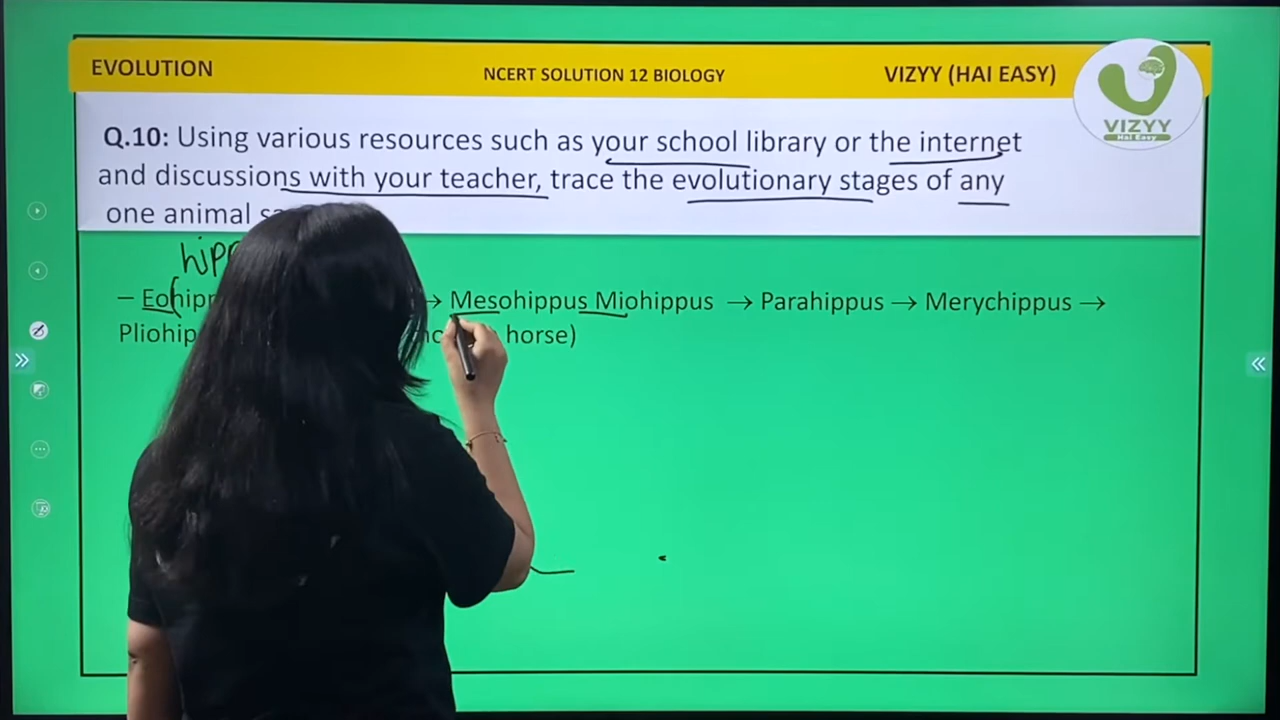 EVOLUTION NCERT SOLUTION 12 BIOLOGY VIZYY (HAI EASY)
VIZYY
Hai Easy
Q.10: Using various resources such as your school library or the internet
and discussions with your teacher, trace the evolutionary stages of any
one animal
→ Mesohippus Miohippus → Parahippus → Merychippus →
horse)